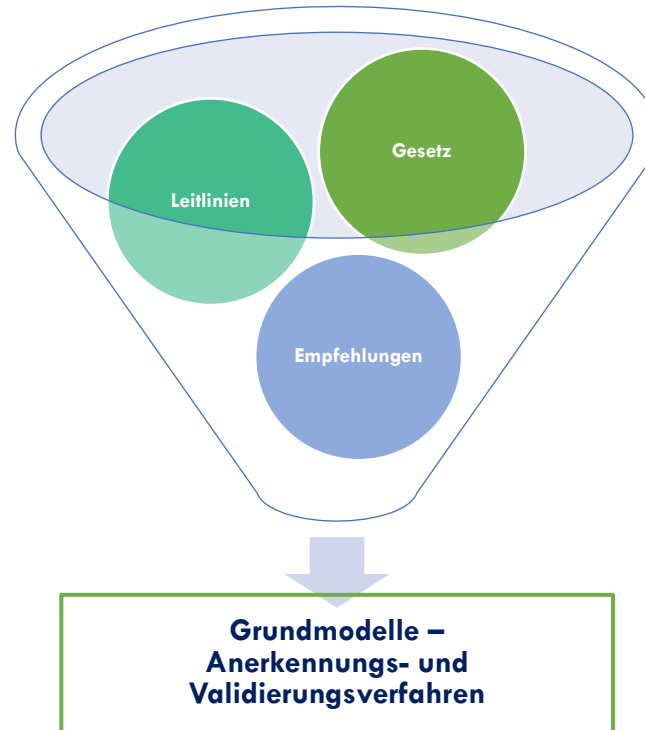 Gesetz
Leitlinien
Empfehlungen
Grundmodelle –
Anerkennungs- und
Validierungsverfahren